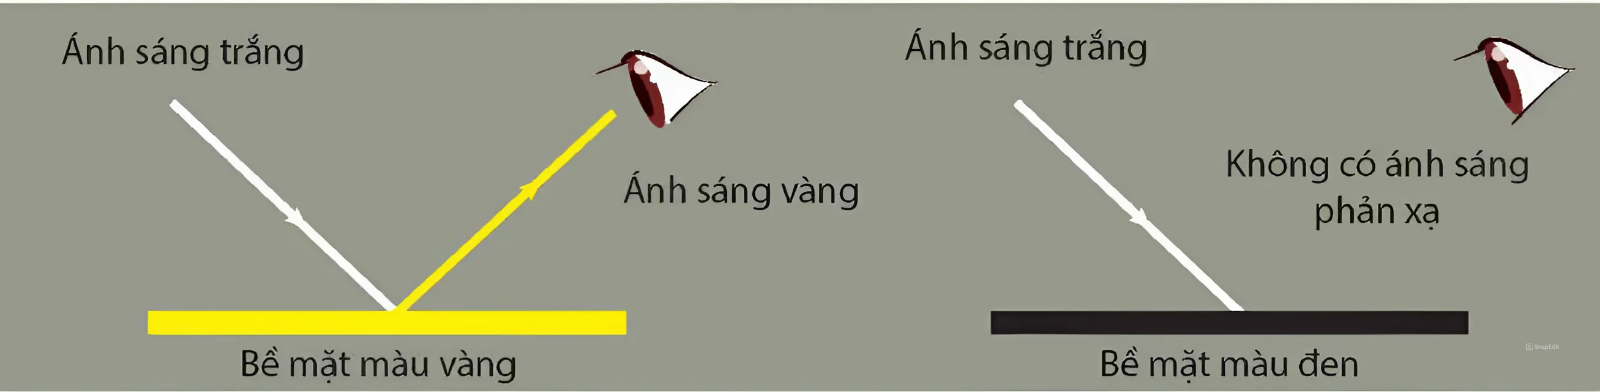 Ánh sáng trắng
Ánh sáng vàng
Bề mặt màu vàng
Ánh sáng trắng
Không có ánh sáng
phản xạ
Bề mặt màu đen
SnapEdit